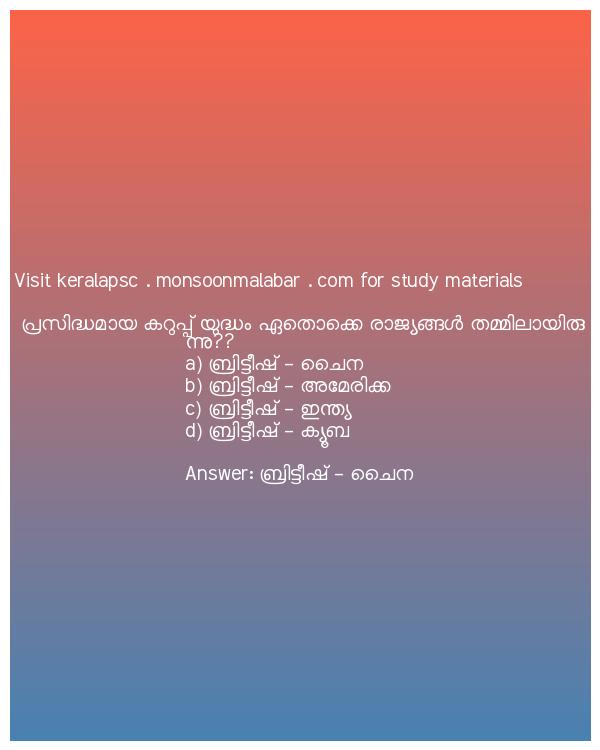 Visit keralapsc . monsoonmalabar . com for study materials
പ്രസിദ്ധമായ കറുപ്പ് യുദ്ധം ഏതൊക്കെ രാജ്യങ്ങൾ തമ്മിലായിരു
ന്നു??
a) ബ്രിട്ടീഷ് – ചൈന
b) ബ്രിട്ടീഷ് – അമേരിക്ക
c) ബ്രിട്ടീഷ് – ഇന്ത്യ
d) ബ്രിട്ടീഷ് – ക്യൂബ
Answer: ബ്രിട്ടീഷ് – ചൈന